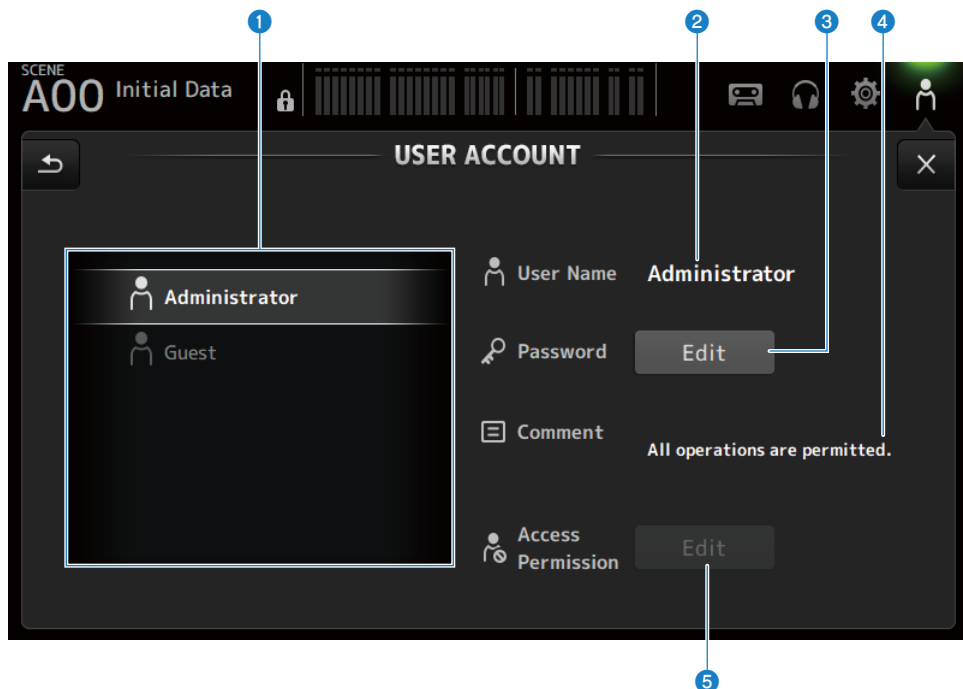 1 2 3 4
SCENE
A00 Initial Data
USER ACCOUNT
User Name Administrator
Administrator
Guest
Password Edit
Comment
All operations are permitted.
Access
Permission Edit
5